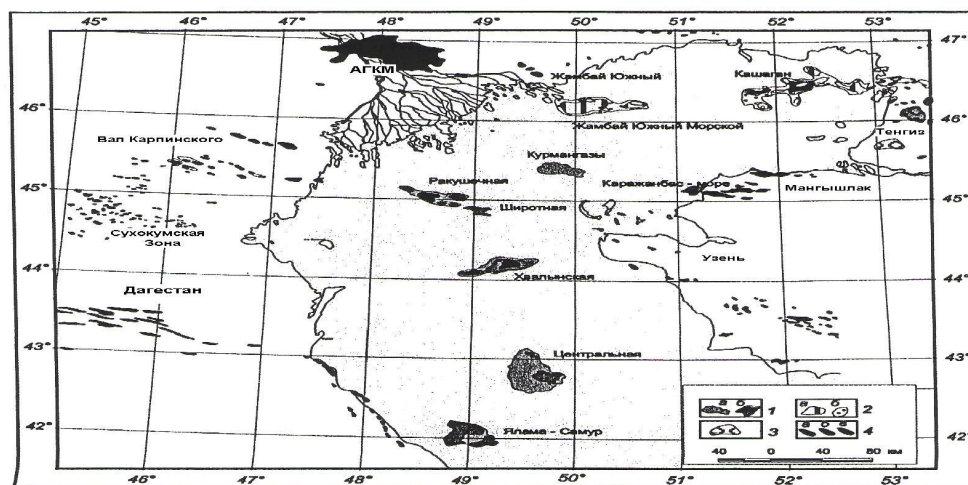 45° 46° 47° 48° 49° 50° 51° 52° 53°
47° 47°
АГКМ Жамбай Южный Кашаган
46° 46°
Жамбай Южный Морской Тенгиз
Вал Карпинского Курмангазы
Ракушечная Каражанбас - море Мангышлак
45° 45°
Широтная
Сухокумская
Зона Узень
44° 44°
Хвалынская
Дагестан
43° 43°
Центральная
а б 1 а б 2
42° 42°
Ялама - Самур 3 4
40 0 40 80 км
46° 47° 48° 49° 50° 51° 52° 53°